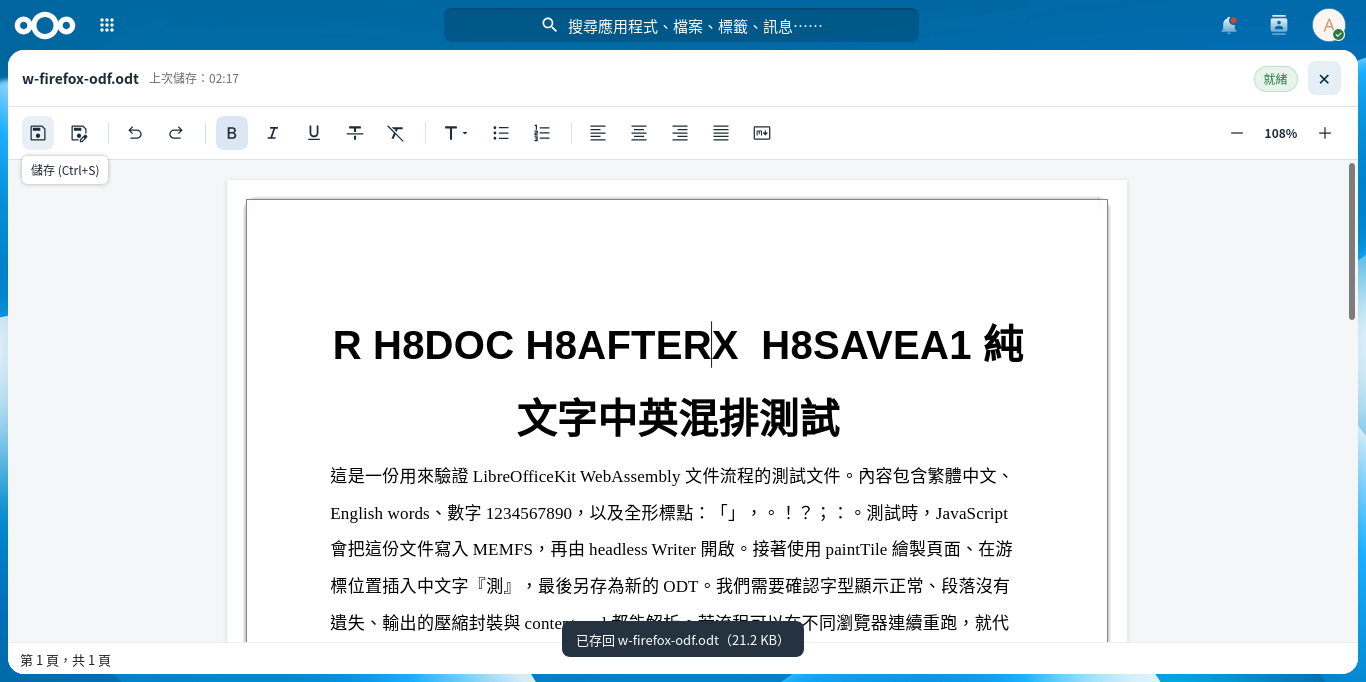 搜尋應用程式、檔案、標籤、訊息……
A
w-firefox-odf.odt 上次儲存：02:17
就緒
B I U T
108%
儲存 (Ctrl+S)
R H8DOC H8AFTERX H8SAVEA1 純
文字中英混排測試
這是一份用來驗證 LibreOfficeKit WebAssembly 文件流程的測試文件。內容包含繁體中文、
English words、數字 1234567890，以及全形標點：「」，。！？；：。測試時，JavaScript
會把這份文件寫入 MEMFS，再由 headless Writer 開啟。接著使用 paintTile 繪製頁面、在游
標位置插入中文字『測』，最後另存為新的 ODT。我們需要確認字型顯示正常、段落沒有
遺失、輸出的壓縮封裝與 不同瀏覽器連續重跑，就代
已存回 w-firefox-odf.odt（21.2 KB）
第 1 頁，共 1 頁